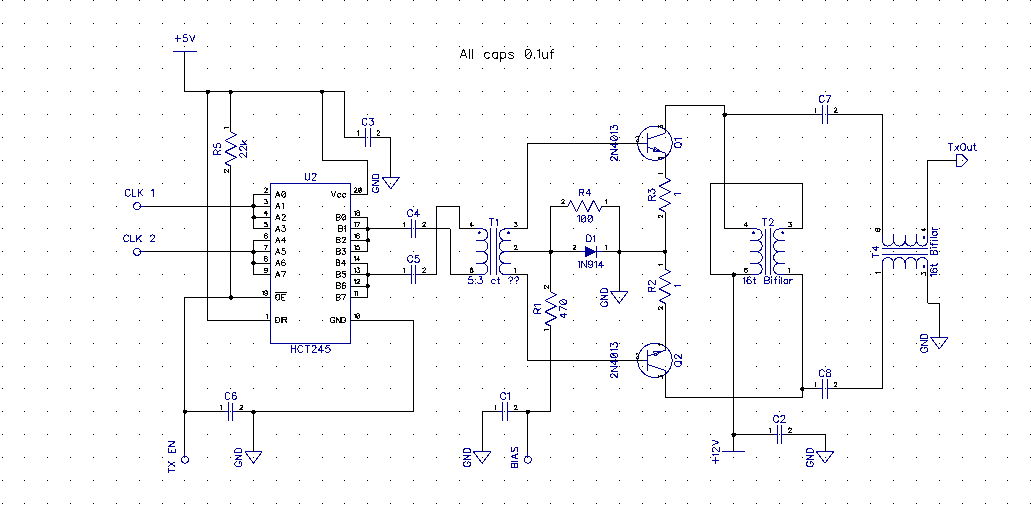 +5V
All caps 0.1uf
C3
1 2
GND
R5
22k
1
2
U2
CLK 1
CLK 2
2 A0
3 A1
4 A2
5 A3
6 A4
7 A5
8 A6
9 A7
19 OE
1 DIR
Vcc 20
B0 18
B1 17
B2 16
B3 15
B4 14
B5 13
B6 12
B7 11
GND 10
HCT245
C4
1 2
C5
1 2
T1
4 3
2
6 1
5:3 ct ??
R4
2 1
100
D1
2 1
1N914
GND
R1
470
1
2
2N4013
Q1
2
3
R3
1
1
2
R2
1
1
2
2N4013
Q2
2
3
C7
1 2
T2
4 3
6 1
16t Bifilar
T4
16t Bifilar
6 4
1 3
TxOut
GND
C8
1 2
C6
1 2
TX EN
GND
C1
1 2
GND
BIAS
C2
1 2
+12V
GND